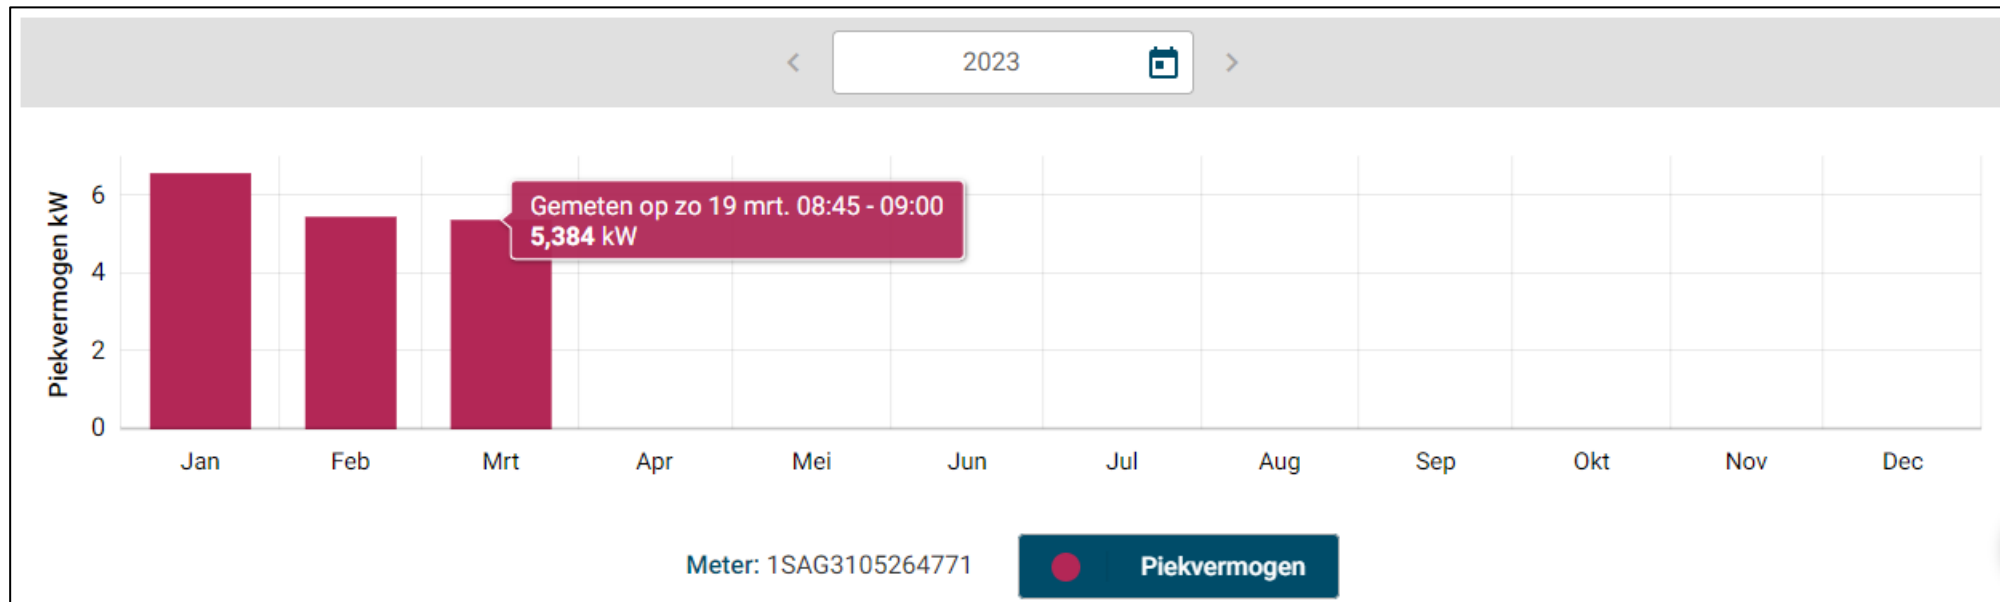 2023
Piekvermogen kW
6
4
2
0
Gemeten op zo 19 mrt. 08:45 - 09:00
5,384 kW
Jan Feb Mrt Apr Mei Jun Jul Aug Sep Okt Nov Dec
Meter: 1SAG3105264771 Piekvermogen